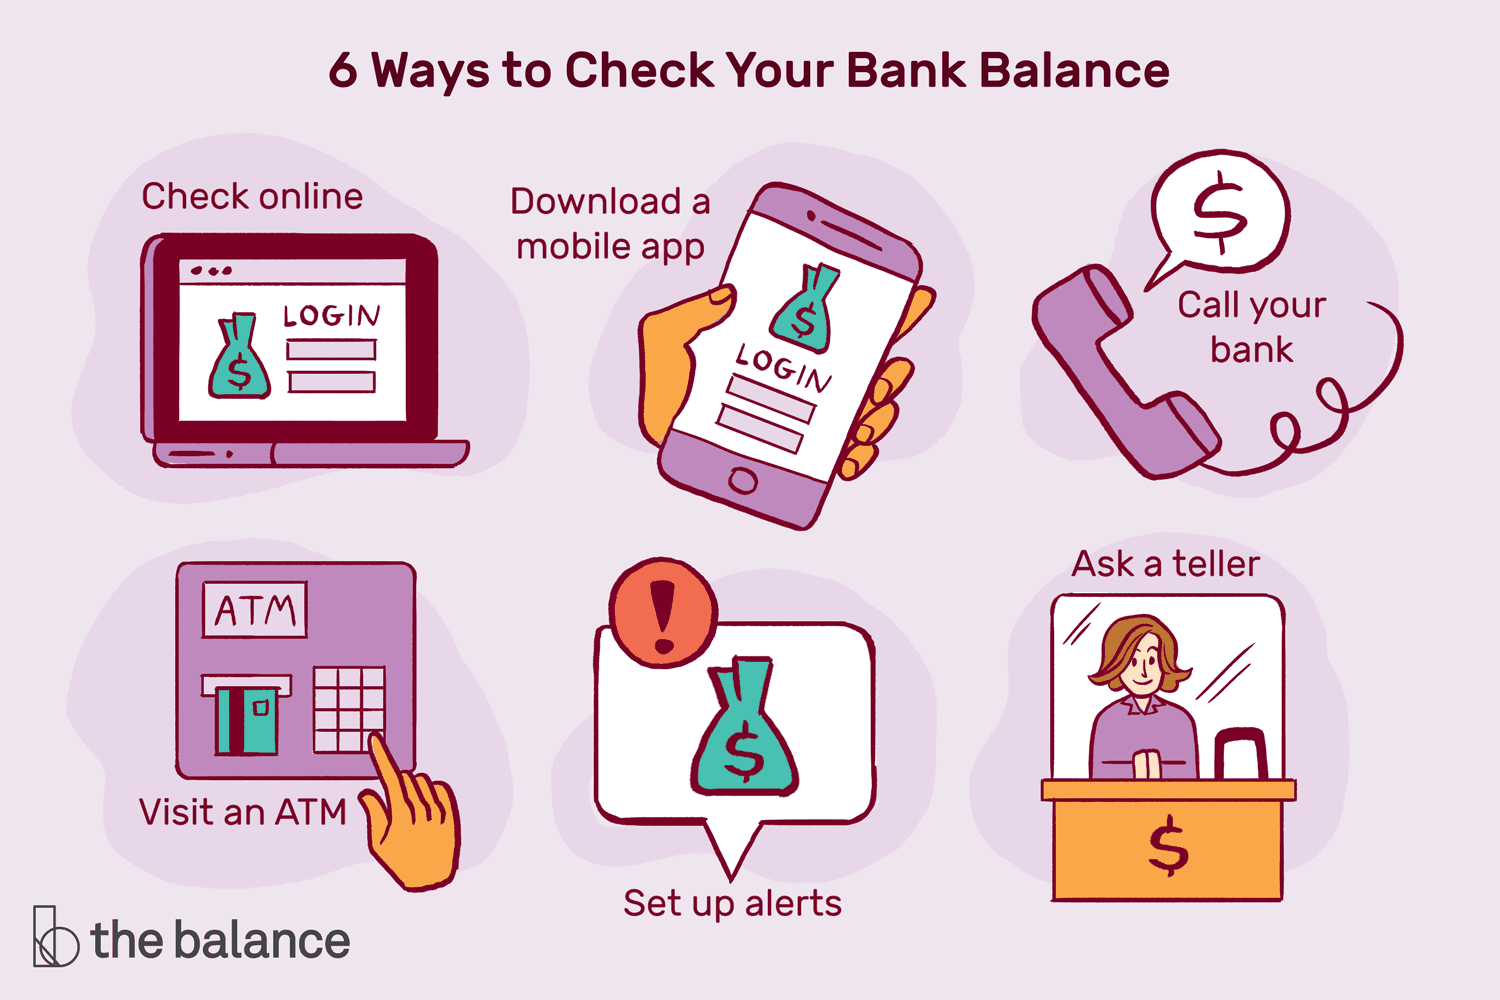 6 Ways to Check Your Bank Balance
Check online
LOGIN
$
Download a
mobile app
$
LOGIN
$
Call your
bank
ATM
Visit an ATM
!
$
Set up alerts
Ask a teller
$
the balance